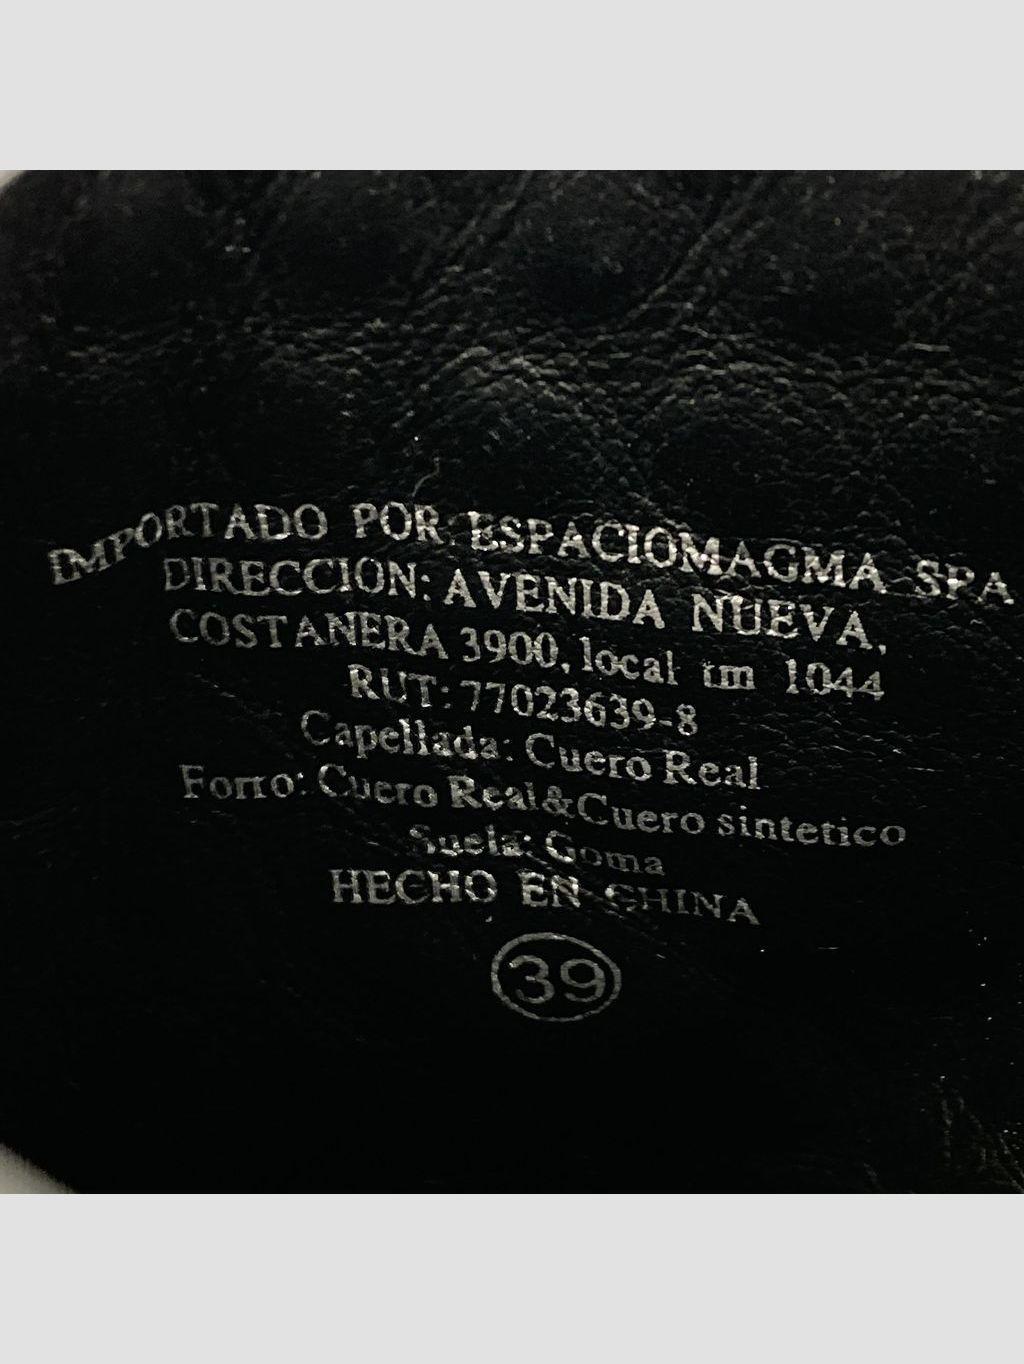 IMPORTADO POR ESPACIOMAGMA SPA
DIRECCION: AVENIDA NUEVA,
COSTANERA 3900, local im 1044
RUT: 77023639-8
Capellada: Cuero Real
Forro: Cuero Real&Cuero sintetico
Suela: Goma
HECHO EN CHINA
39